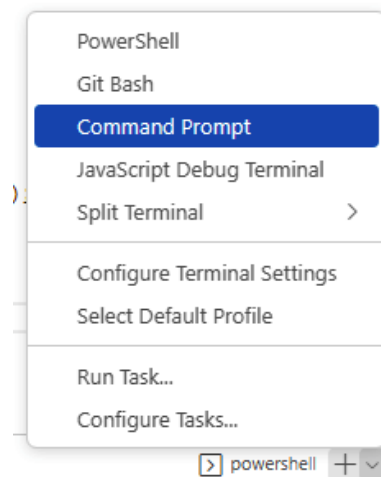 PowerShell
Git Bash
Command Prompt
JavaScript Debug Terminal
Split Terminal
Configure Terminal Settings
Select Default Profile
Run Task...
Configure Tasks...
powershell